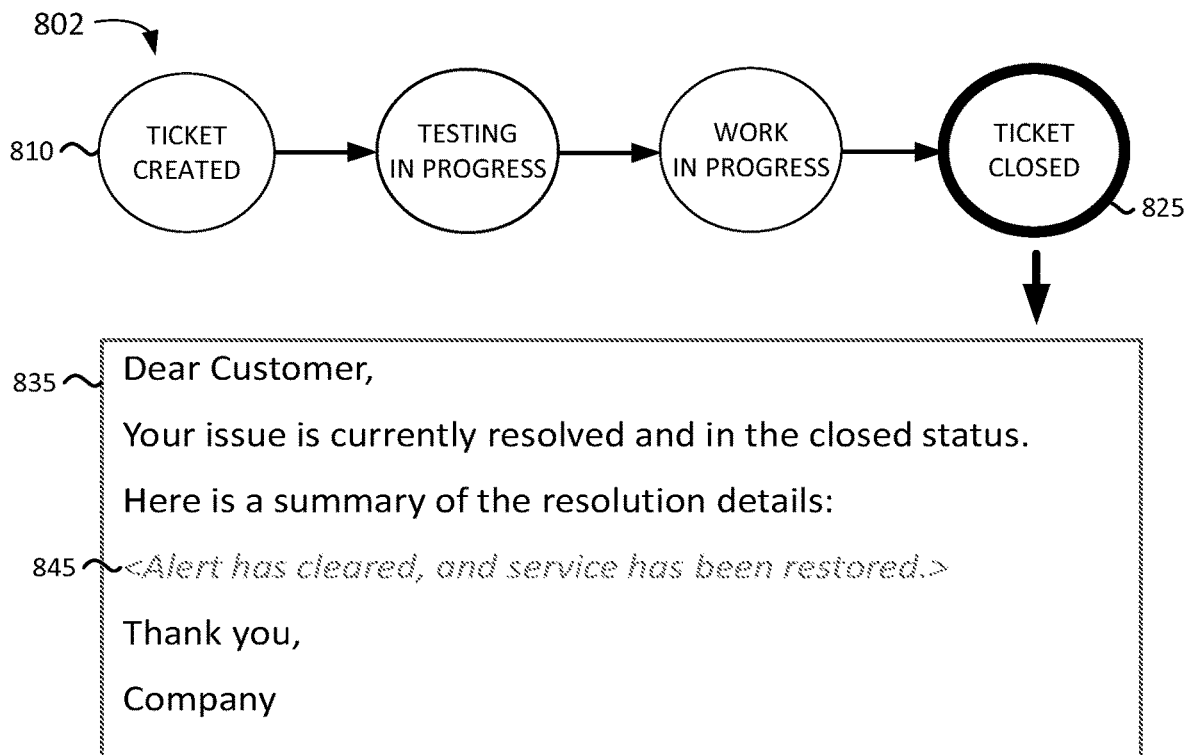 802
810
TICKET
CREATED
TESTING
IN PROGRESS
WORK
IN PROGRESS
TICKET
CLOSED
825
835
Dear Customer,
Your issue is currently resolved and in the closed status.
Here is a summary of the resolution details:
845
<Alert has cleared, and service has been restored.>
Thank you,
Company